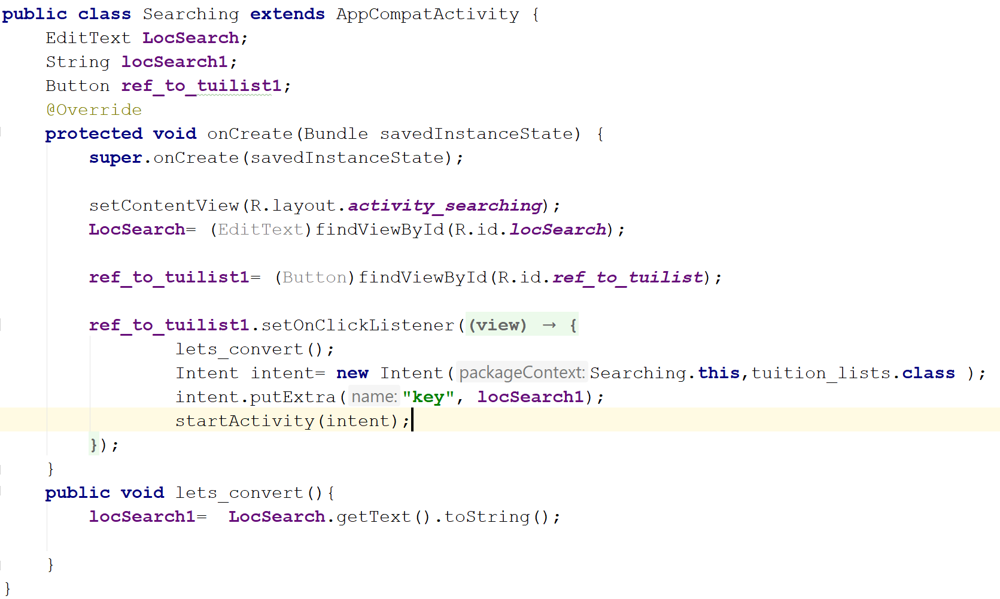 public class Searching extends AppCompatActivity {
EditText LocSearch;
String locSearch1;
Button ref_to_tuilist1;
@Override
protected void onCreate(Bundle savedInstanceState) {
super.onCreate(savedInstanceState);
setContentView(R.layout.activity_searching);
LocSearch= (EditText)findViewById(R.id.locSearch);
ref_to_tuilist1= (Button)findViewById(R.id.ref_to_tuilist);
ref_to_tuilist1.setOnClickListener((view) → {
lets_convert();
Intent intent= new Intent( packageContext: Searching.this,tuition_lists.class );
intent.putExtra( name: "key", locSearch1);
startActivity(intent);
});
}
public void lets_convert(){
locSearch1=  LocSearch.getText().toString();
}
}